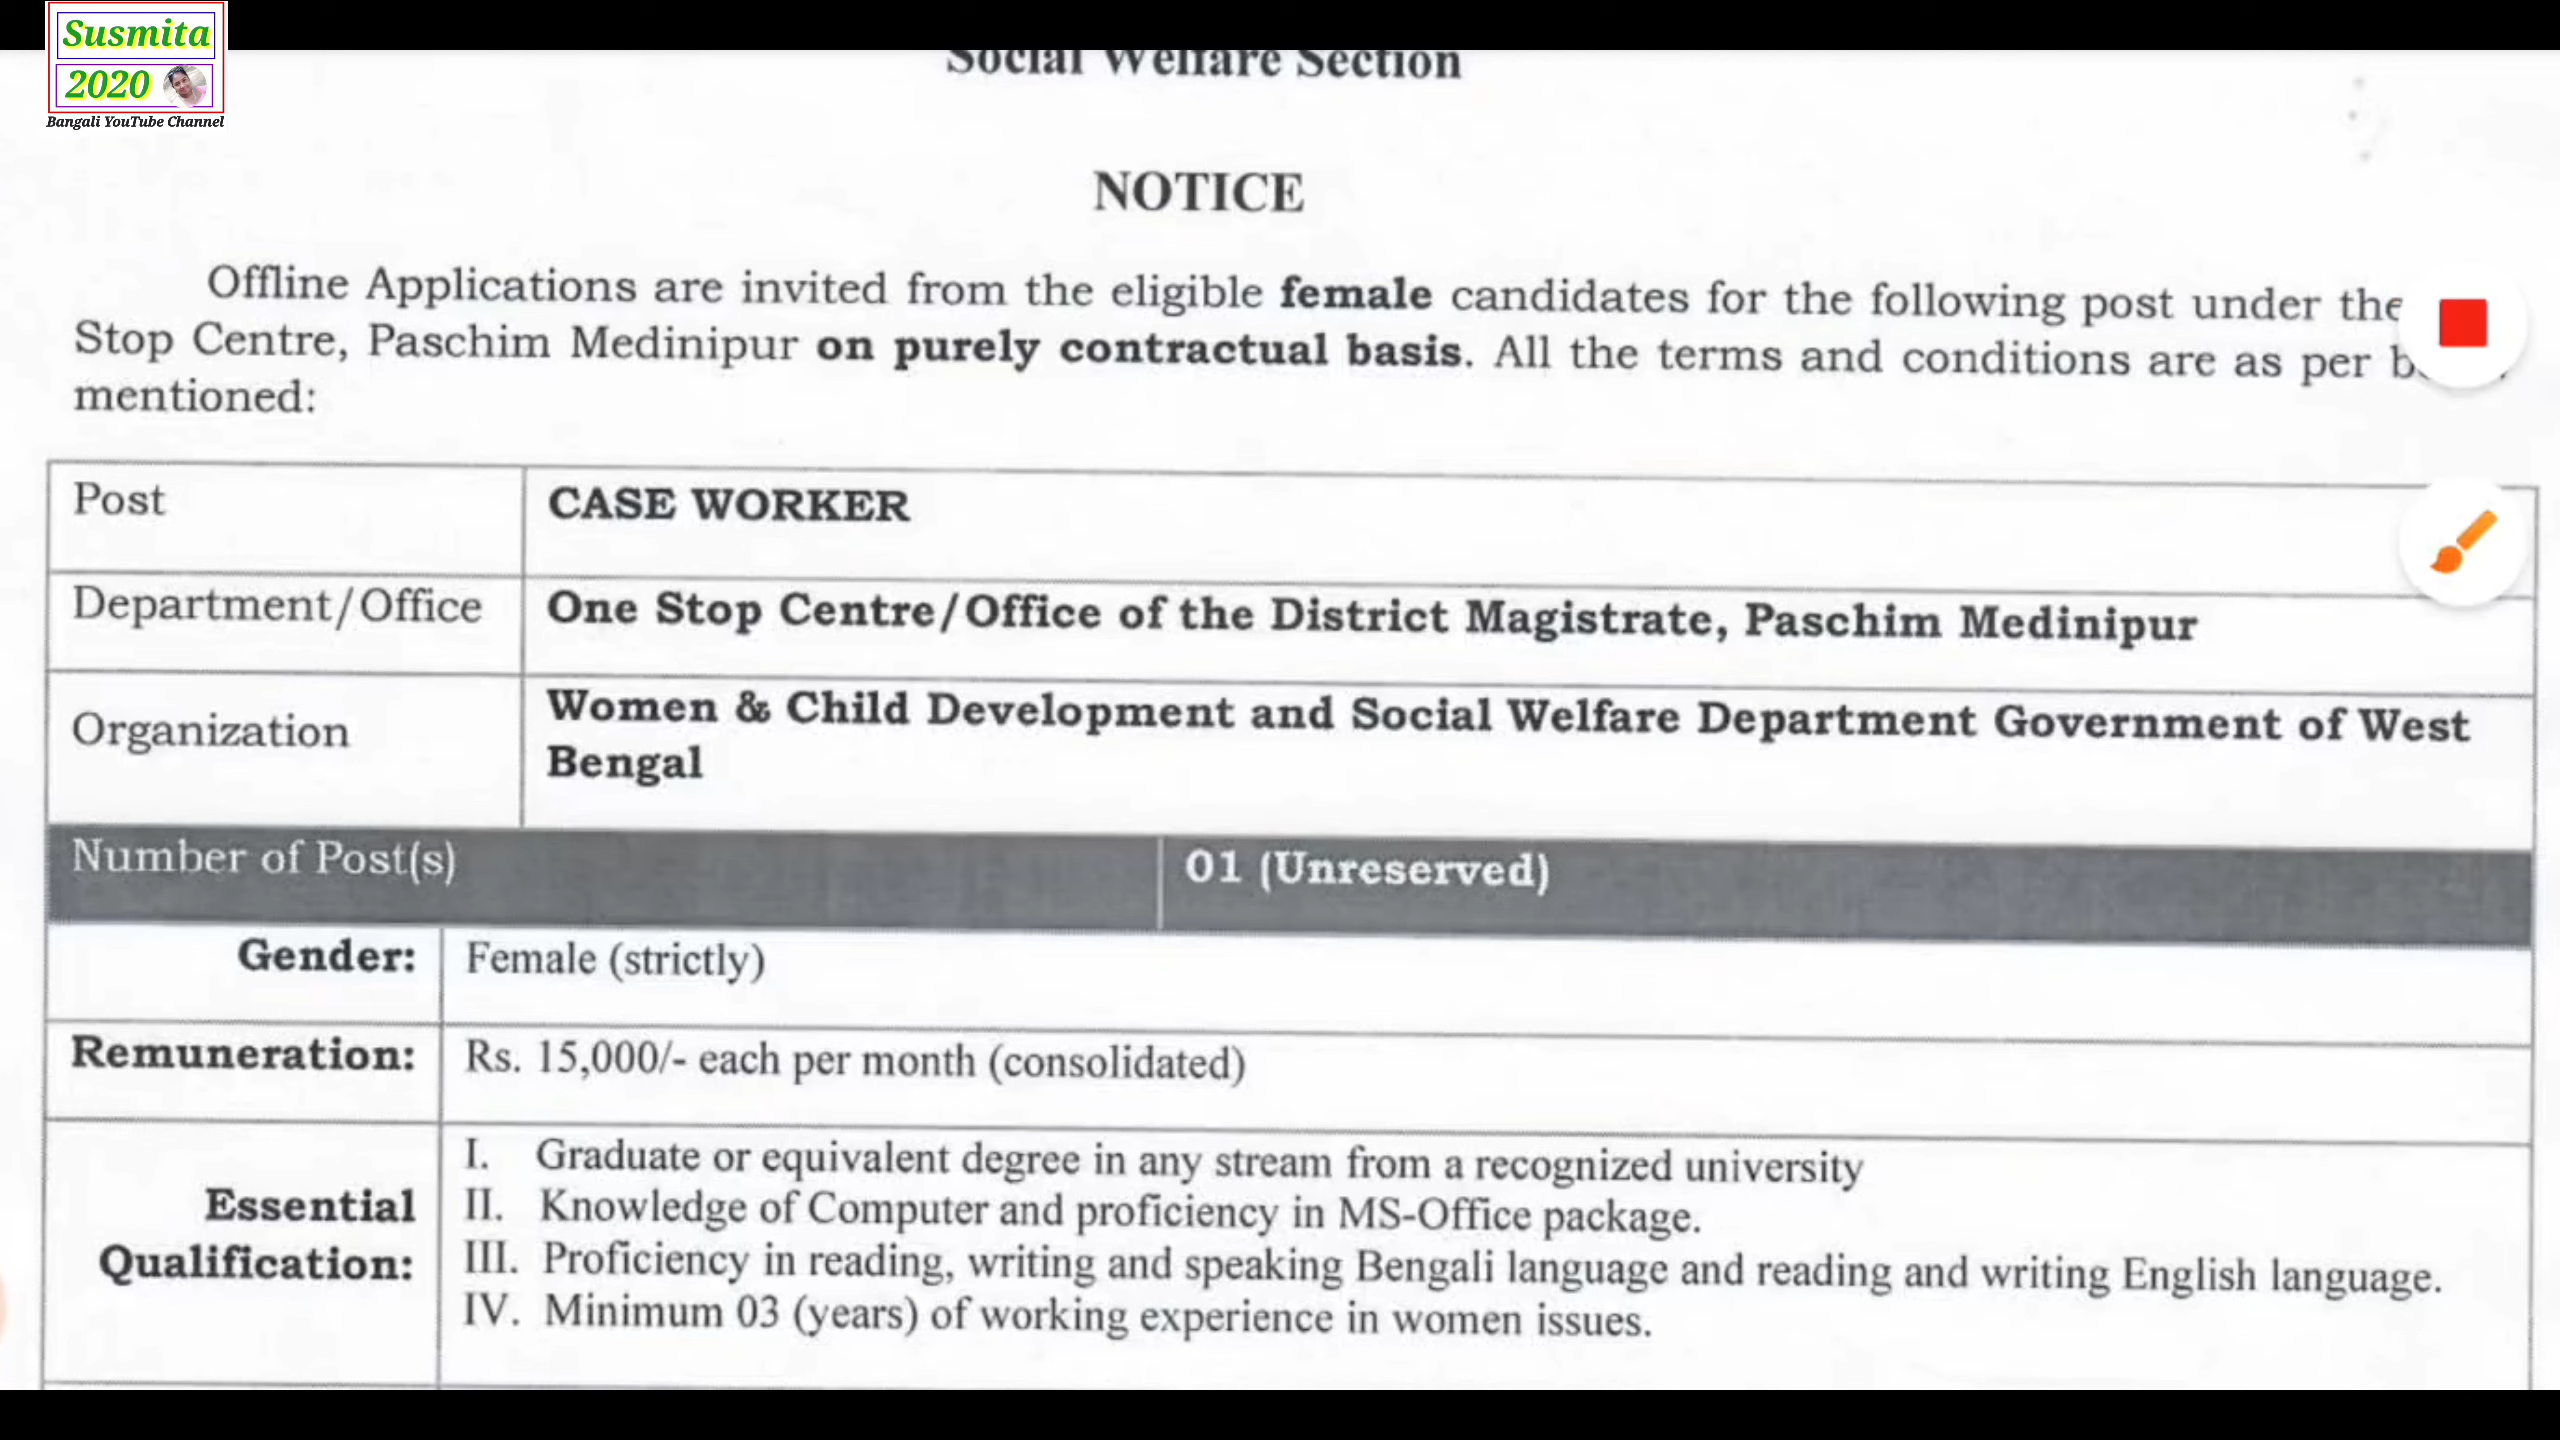 Susmita
2020
Bangali YouTube Channel
Social Welfare Section
NOTICE
Offline Applications are invited from the eligible female candidates for the following post under the
Stop Centre, Paschim Medinipur on purely contractual basis. All the terms and conditions are as per
mentioned:
Post CASE WORKER
Department/Office One Stop Centre/Office of the District Magistrate, Paschim Medinipur
Organization Women & Child Development and Social Welfare Department Government of West
Bengal
Number of Post(s) 01 (Unreserved)
Gender: Female (strictly)
Remuneration: Rs. 15,000/- each per month (consolidated)
Essential
Qualification:
I. Graduate or equivalent degree in any stream from a recognized university
II. Knowledge of Computer and proficiency in MS-Office package.
III. Proficiency in reading, writing and speaking Bengali language and reading and writing English language.
IV. Minimum 03 (years) of working experience in women issues.